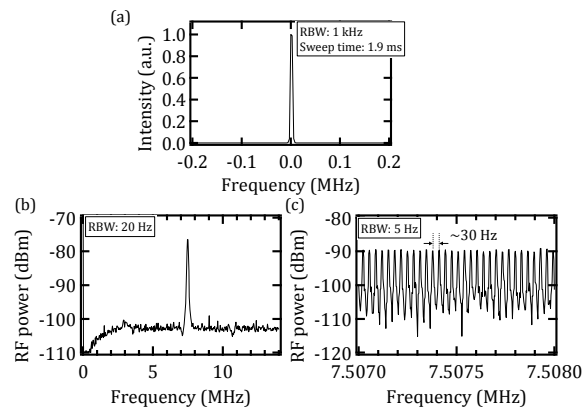 (a)
RBW: 1 kHz
Sweep time: 1.9 ms
1.0
0.8
0.6
0.4
0.2
0.0
Intensity (a.u.)
-0.2 -0.1 0.0 0.1 0.2
Frequency (MHz)
(b)
RBW: 20 Hz
-70
-80
-90
-100
-110
RF power (dBm)
0 5 10
Frequency (MHz)
(c)
RBW: 5 Hz
~30 Hz
-80
-90
-100
-110
-120
RF power (dBm)
7.5070 7.5075 7.5080
Frequency (MHz)